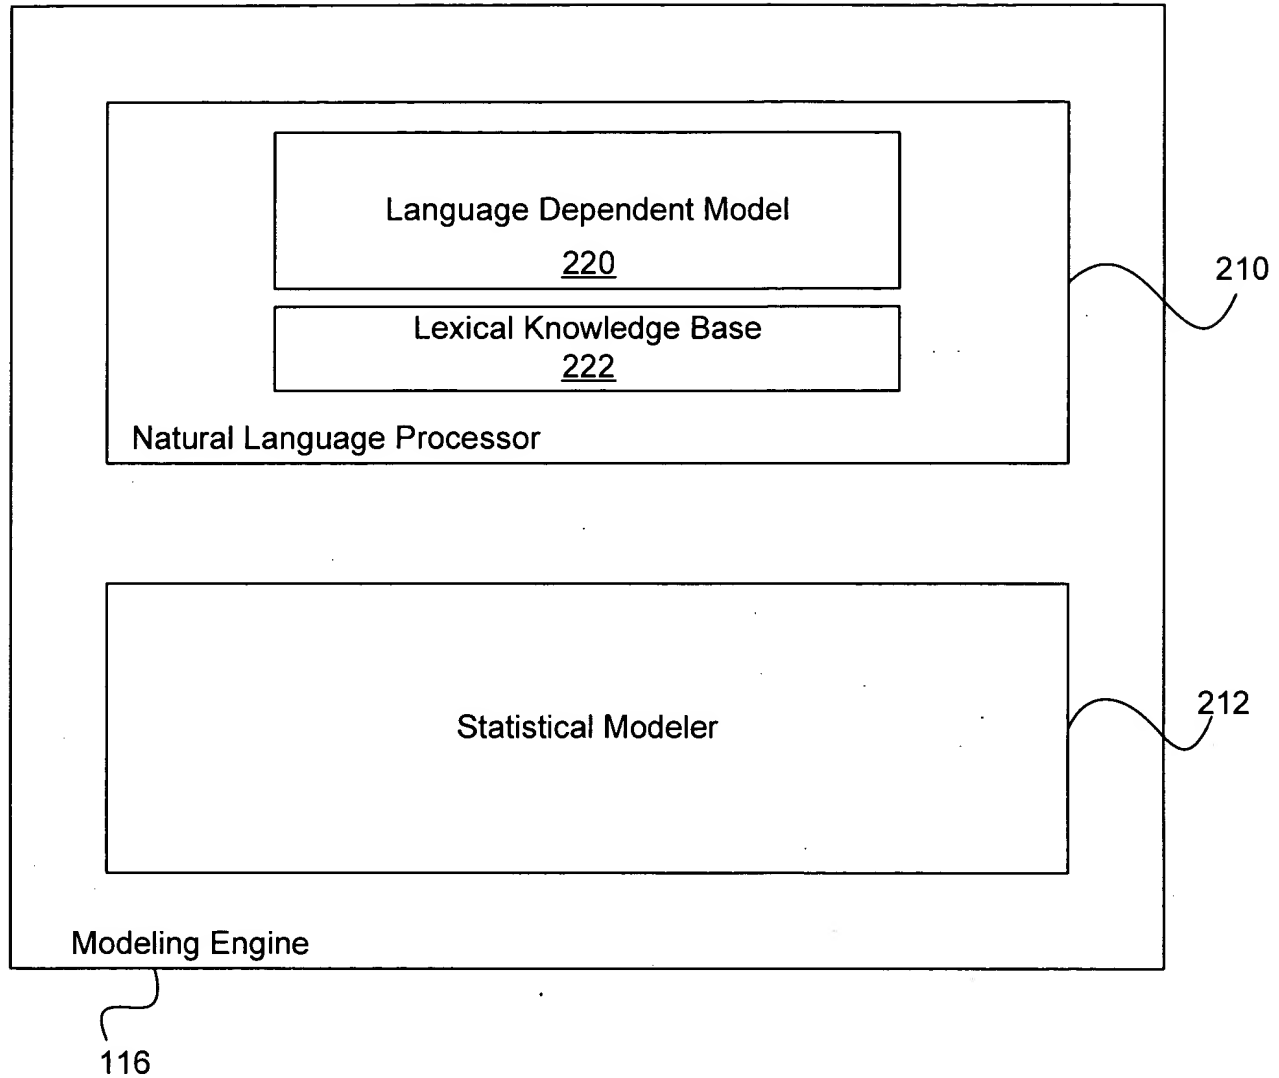 Language Dependent Model
220
210
Lexical Knowledge Base
222
Natural Language Processor
212
Statistical Modeler
Modeling Engine
116